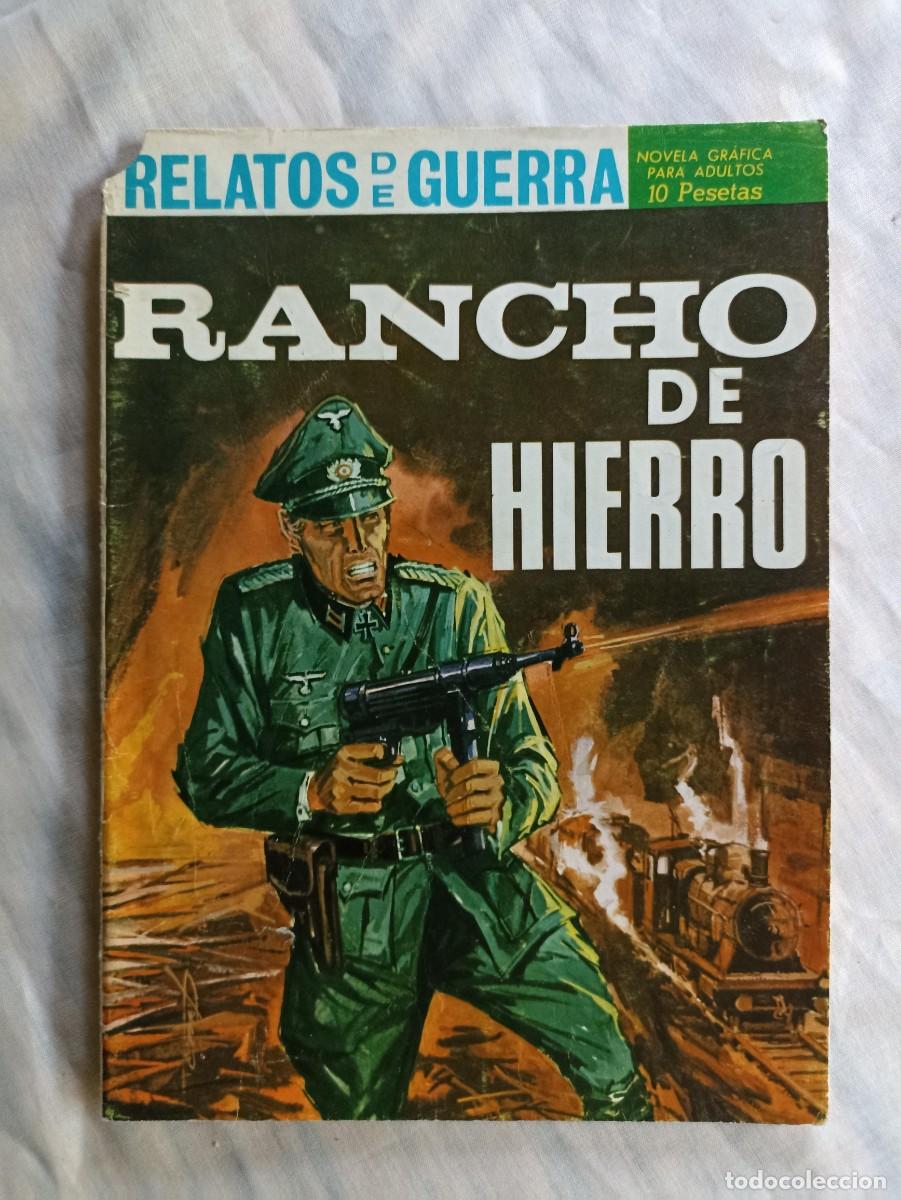 RELATOS DE GUERRA
NOVELA GRÁFICA
PARA ADULTOS
10 Pesetas
RANCHO
DE
HIERRO
todocoleccion